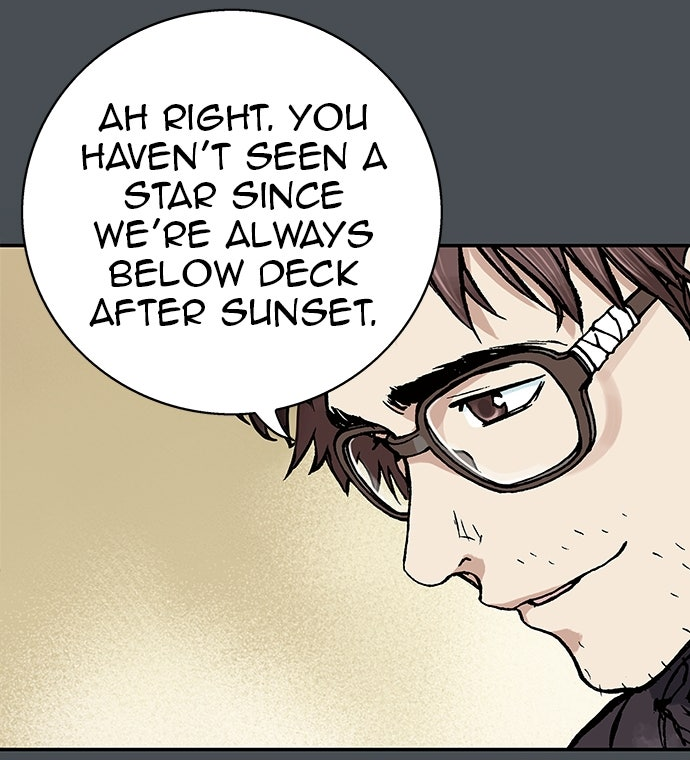 AH RIGHT. YOU
HAVEN'T SEEN A
STAR SINCE
WE'RE ALWAYS
BELOW DECK
AFTER SUNSET.